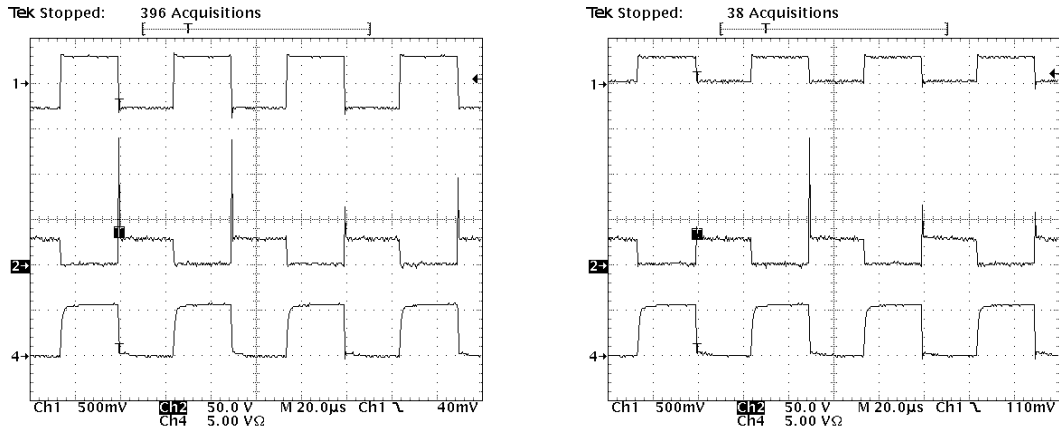 Tek Stopped: 396 Acquisitions
T
1→
T
T
2→
4→
T
Ch1 500mV Ch2 50.0 V M 20.0µs Ch1 ↘ 40mV
Ch4 5.00 VΩ
Tek Stopped: 38 Acquisitions
T
1→
T
T
2→
4→
T
Ch1 500mV Ch2 50.0 V M 20.0µs Ch1 ↘ 110mV
Ch4 5.00 VΩ